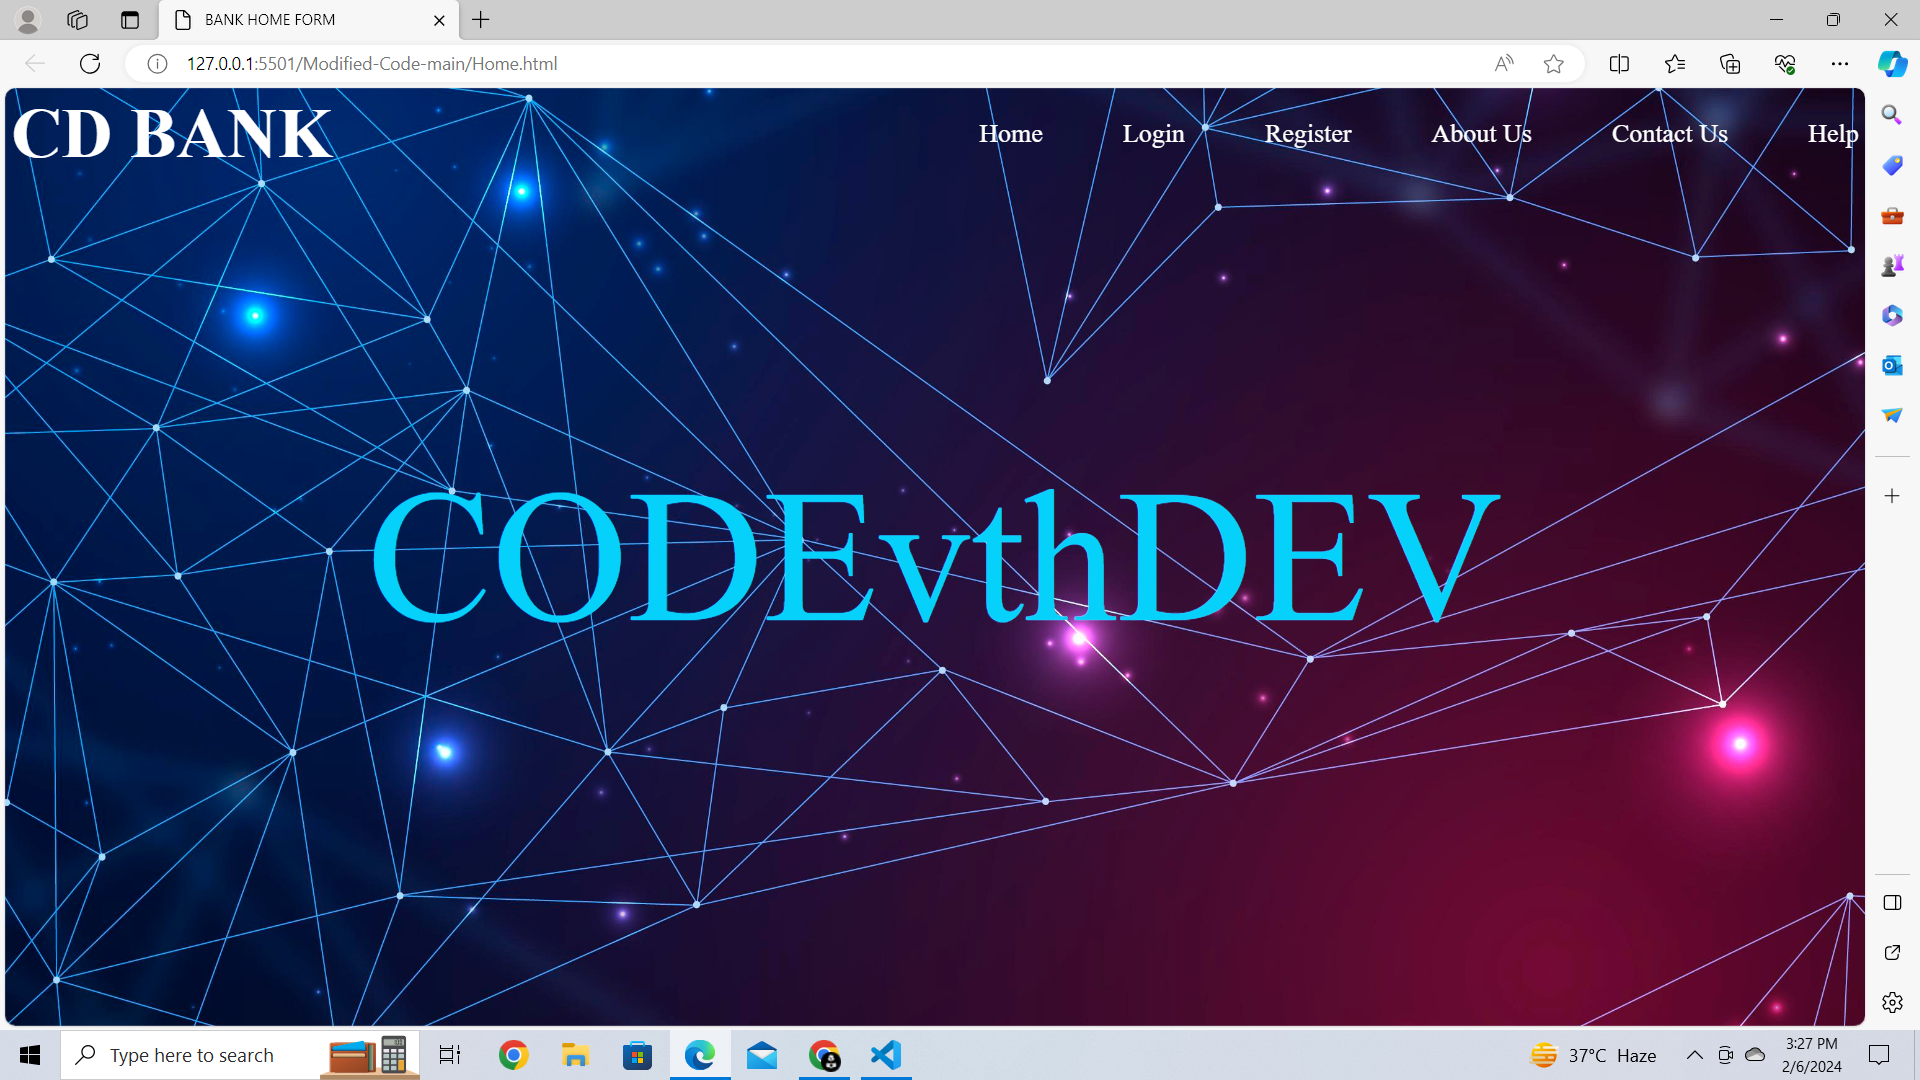 BANK HOME FORM
127.0.0.1:5501/Modified-Code-main/Home.html
CD BANK
Home Login Register About Us Contact Us Help
CODEvthDEV
Type here to search
37°C Haze
3:27 PM
2/6/2024